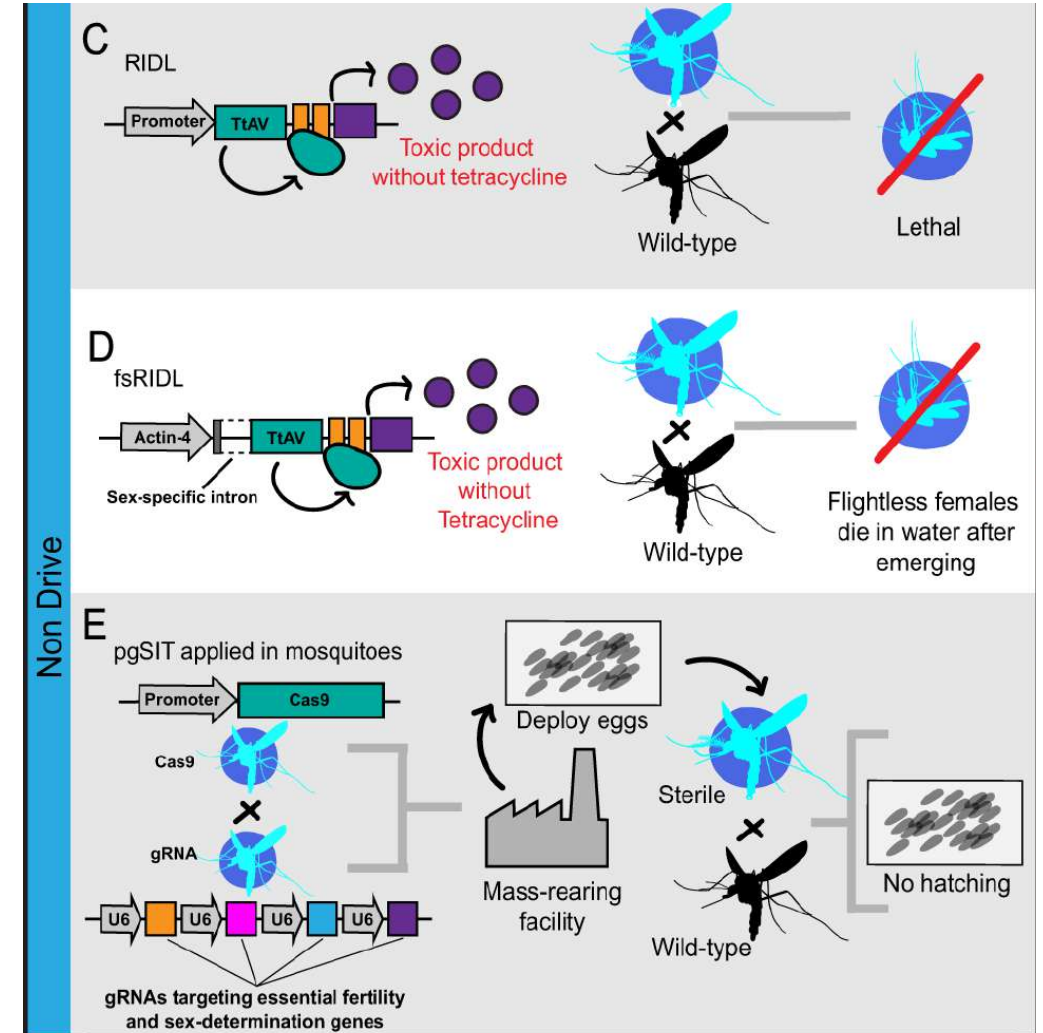 Non Drive
C
RIDL
Promoter
TtAV
Toxic product
without tetracycline
Wild-type
Lethal
D
fsRIDL
Actin-4
TtAV
Sex-specific intron
Toxic product
without
Tetracycline
Wild-type
Flightless females
die in water after
emerging
E
pgSIT applied in mosquitoes
Promoter
Cas9
Cas9
gRNA
U6
U6
U6
U6
gRNAs targeting essential fertility
and sex-determination genes
Deploy eggs
Mass-rearing
facility
Sterile
Wild-type
No hatching